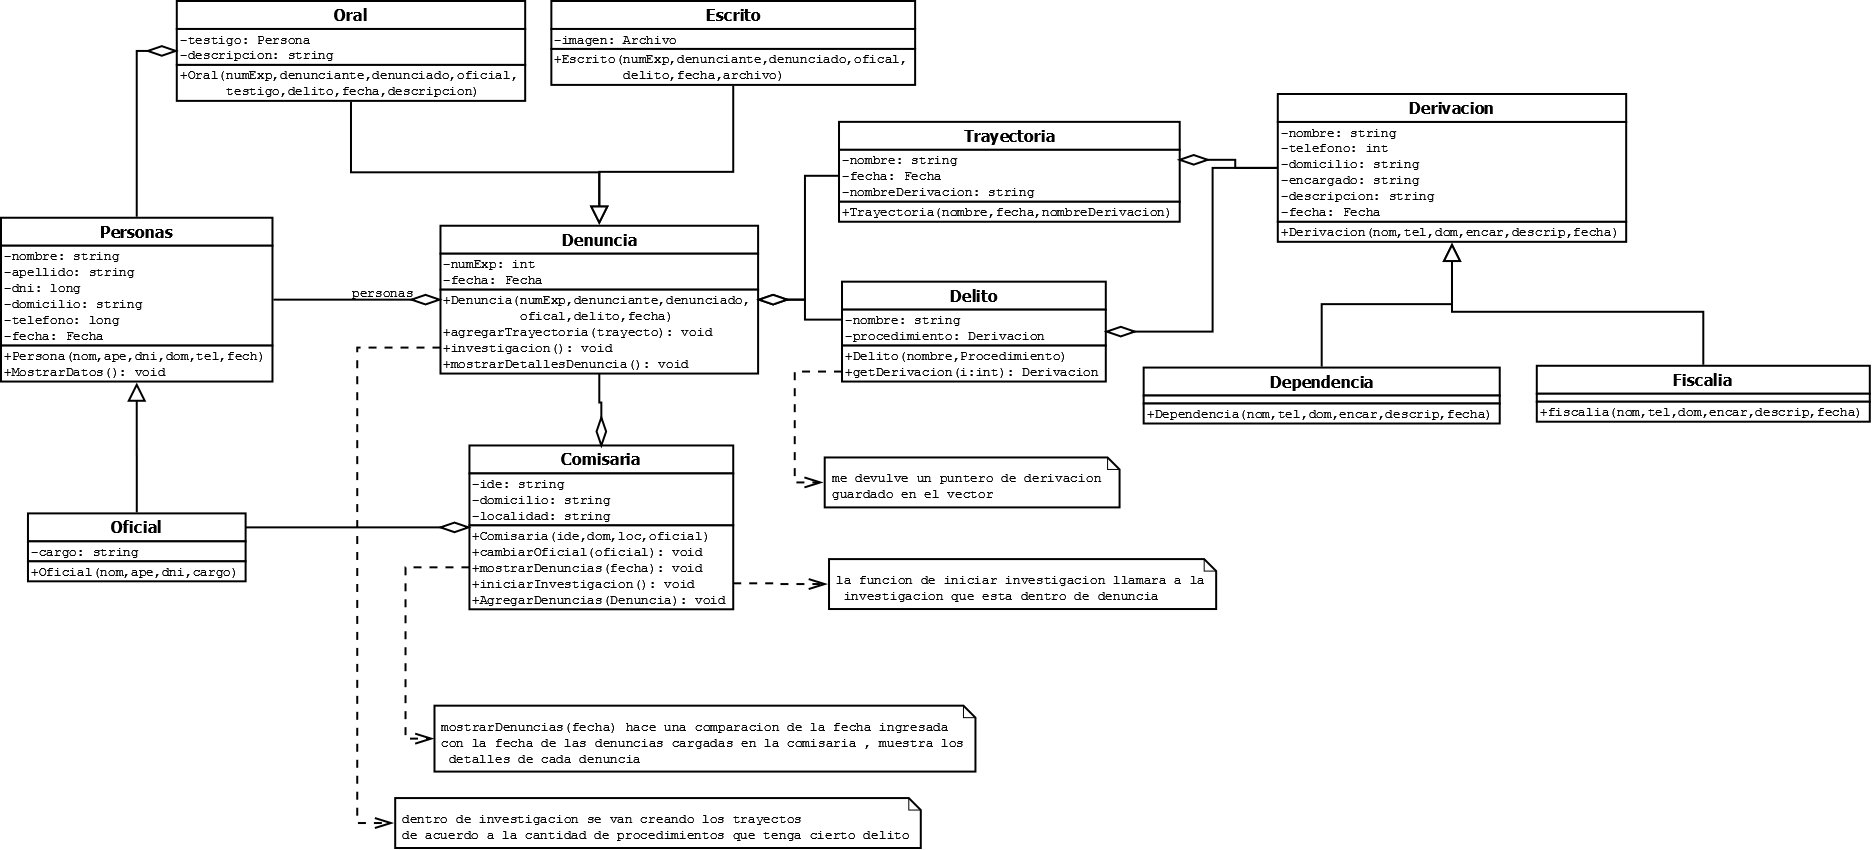 Oral
-testigo: Persona
-descripcion: string
+Oral(numExp,denunciante,denunciado,oficial,
testigo,delito,fecha,descripcion)
Escrito
-imagen: Archivo
+Escrito(numExp,denunciante,denunciado,ofical,
delito,fecha,archivo)
Trayectoria
-nombre: string
-fecha: Fecha
-nombreDerivacion: string
+Trayectoria(nombre,fecha,nombreDerivacion)
Derivacion
-nombre: string
-telefono: int
-domicilio: string
-encargado: string
-descripcion: string
-fecha: Fecha
+Derivacion(nom,tel,dom,encar,descrip,fecha)
Personas
-nombre: string
-apellido: string
-dni: long
-domicilio: string
-telefono: long
-fecha: Fecha
+Persona(nom,ape,dni,dom,tel,fech)
+MostrarDatos(): void
personas
Denuncia
-numExp: int
-fecha: Fecha
+Denuncia(numExp,denunciante,denunciado,
ofical,delito,fecha)
+agregarTrayectoria(trayecto): void
+investigacion(): void
+mostrarDetallesDenuncia(): void
Delito
-nombre: string
-procedimiento: Derivacion
+Delito(nombre,Procedimiento)
+getDerivacion(i:int): Derivacion
Dependencia
+Dependencia(nom,tel,dom,encar,descrip,fecha)
Fiscalia
+fiscalia(nom,tel,dom,encar,descrip,fecha)
Comisaria
-ide: string
-domicilio: string
-localidad: string
+Comisaria(ide,dom,loc,oficial)
+cambiarOficial(oficial): void
+mostrarDenuncias(fecha): void
+iniciarInvestigacion(): void
+AgregarDenuncias(Denuncia): void
me devulve un puntero de derivacion
guardado en el vector
Oficial
-cargo: string
+Oficial(nom,ape,dni,cargo)
la funcion de iniciar investigacion llamara a la
investigacion que esta dentro de denuncia
mostrarDenuncias(fecha) hace una comparacion de la fecha ingresada
con la fecha de las denuncias cargadas en la comisaria , muestra los
detalles de cada denuncia
dentro de investigacion se van creando los trayectos
de acuerdo a la cantidad de procedimientos que tenga cierto delito